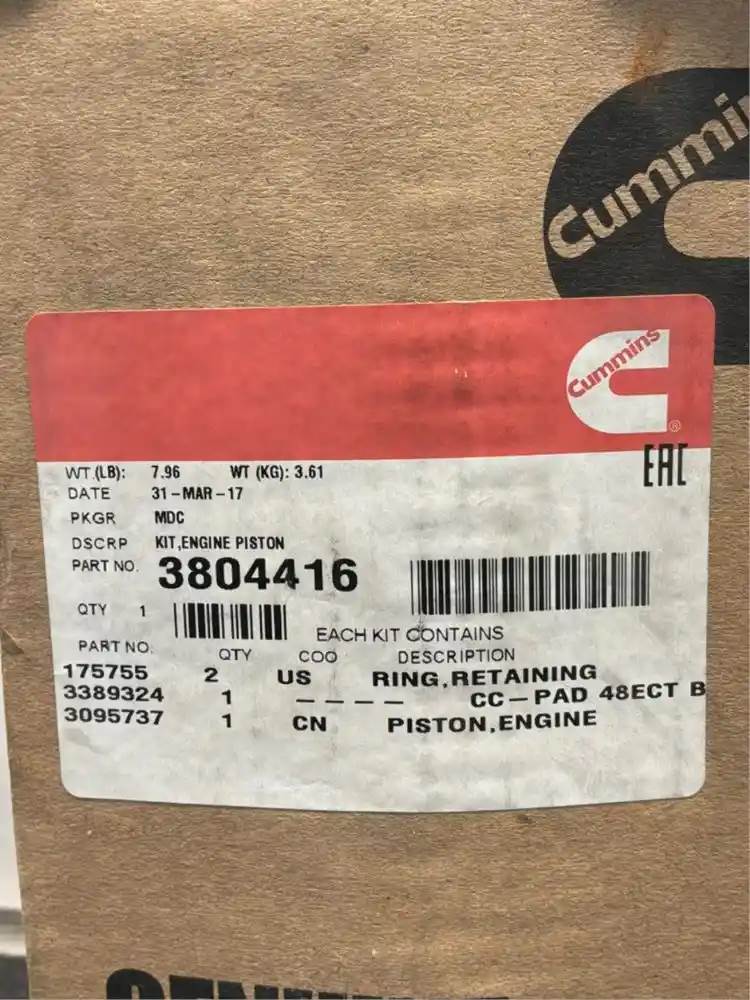 Cummins
Cummins
®
EAC
WT (LB): 7.96 WT (KG): 3.61
DATE 31-MAR-17
PKGR MDC
DSCRP KIT,ENGINE PISTON
PART NO. 3804416
QTY 1
EACH KIT CONTAINS
PART NO. QTY COO DESCRIPTION
175755 2 US RING,RETAINING
3389324 1 ---- CC-PAD 48ECT B
3095737 1 CN PISTON,ENGINE